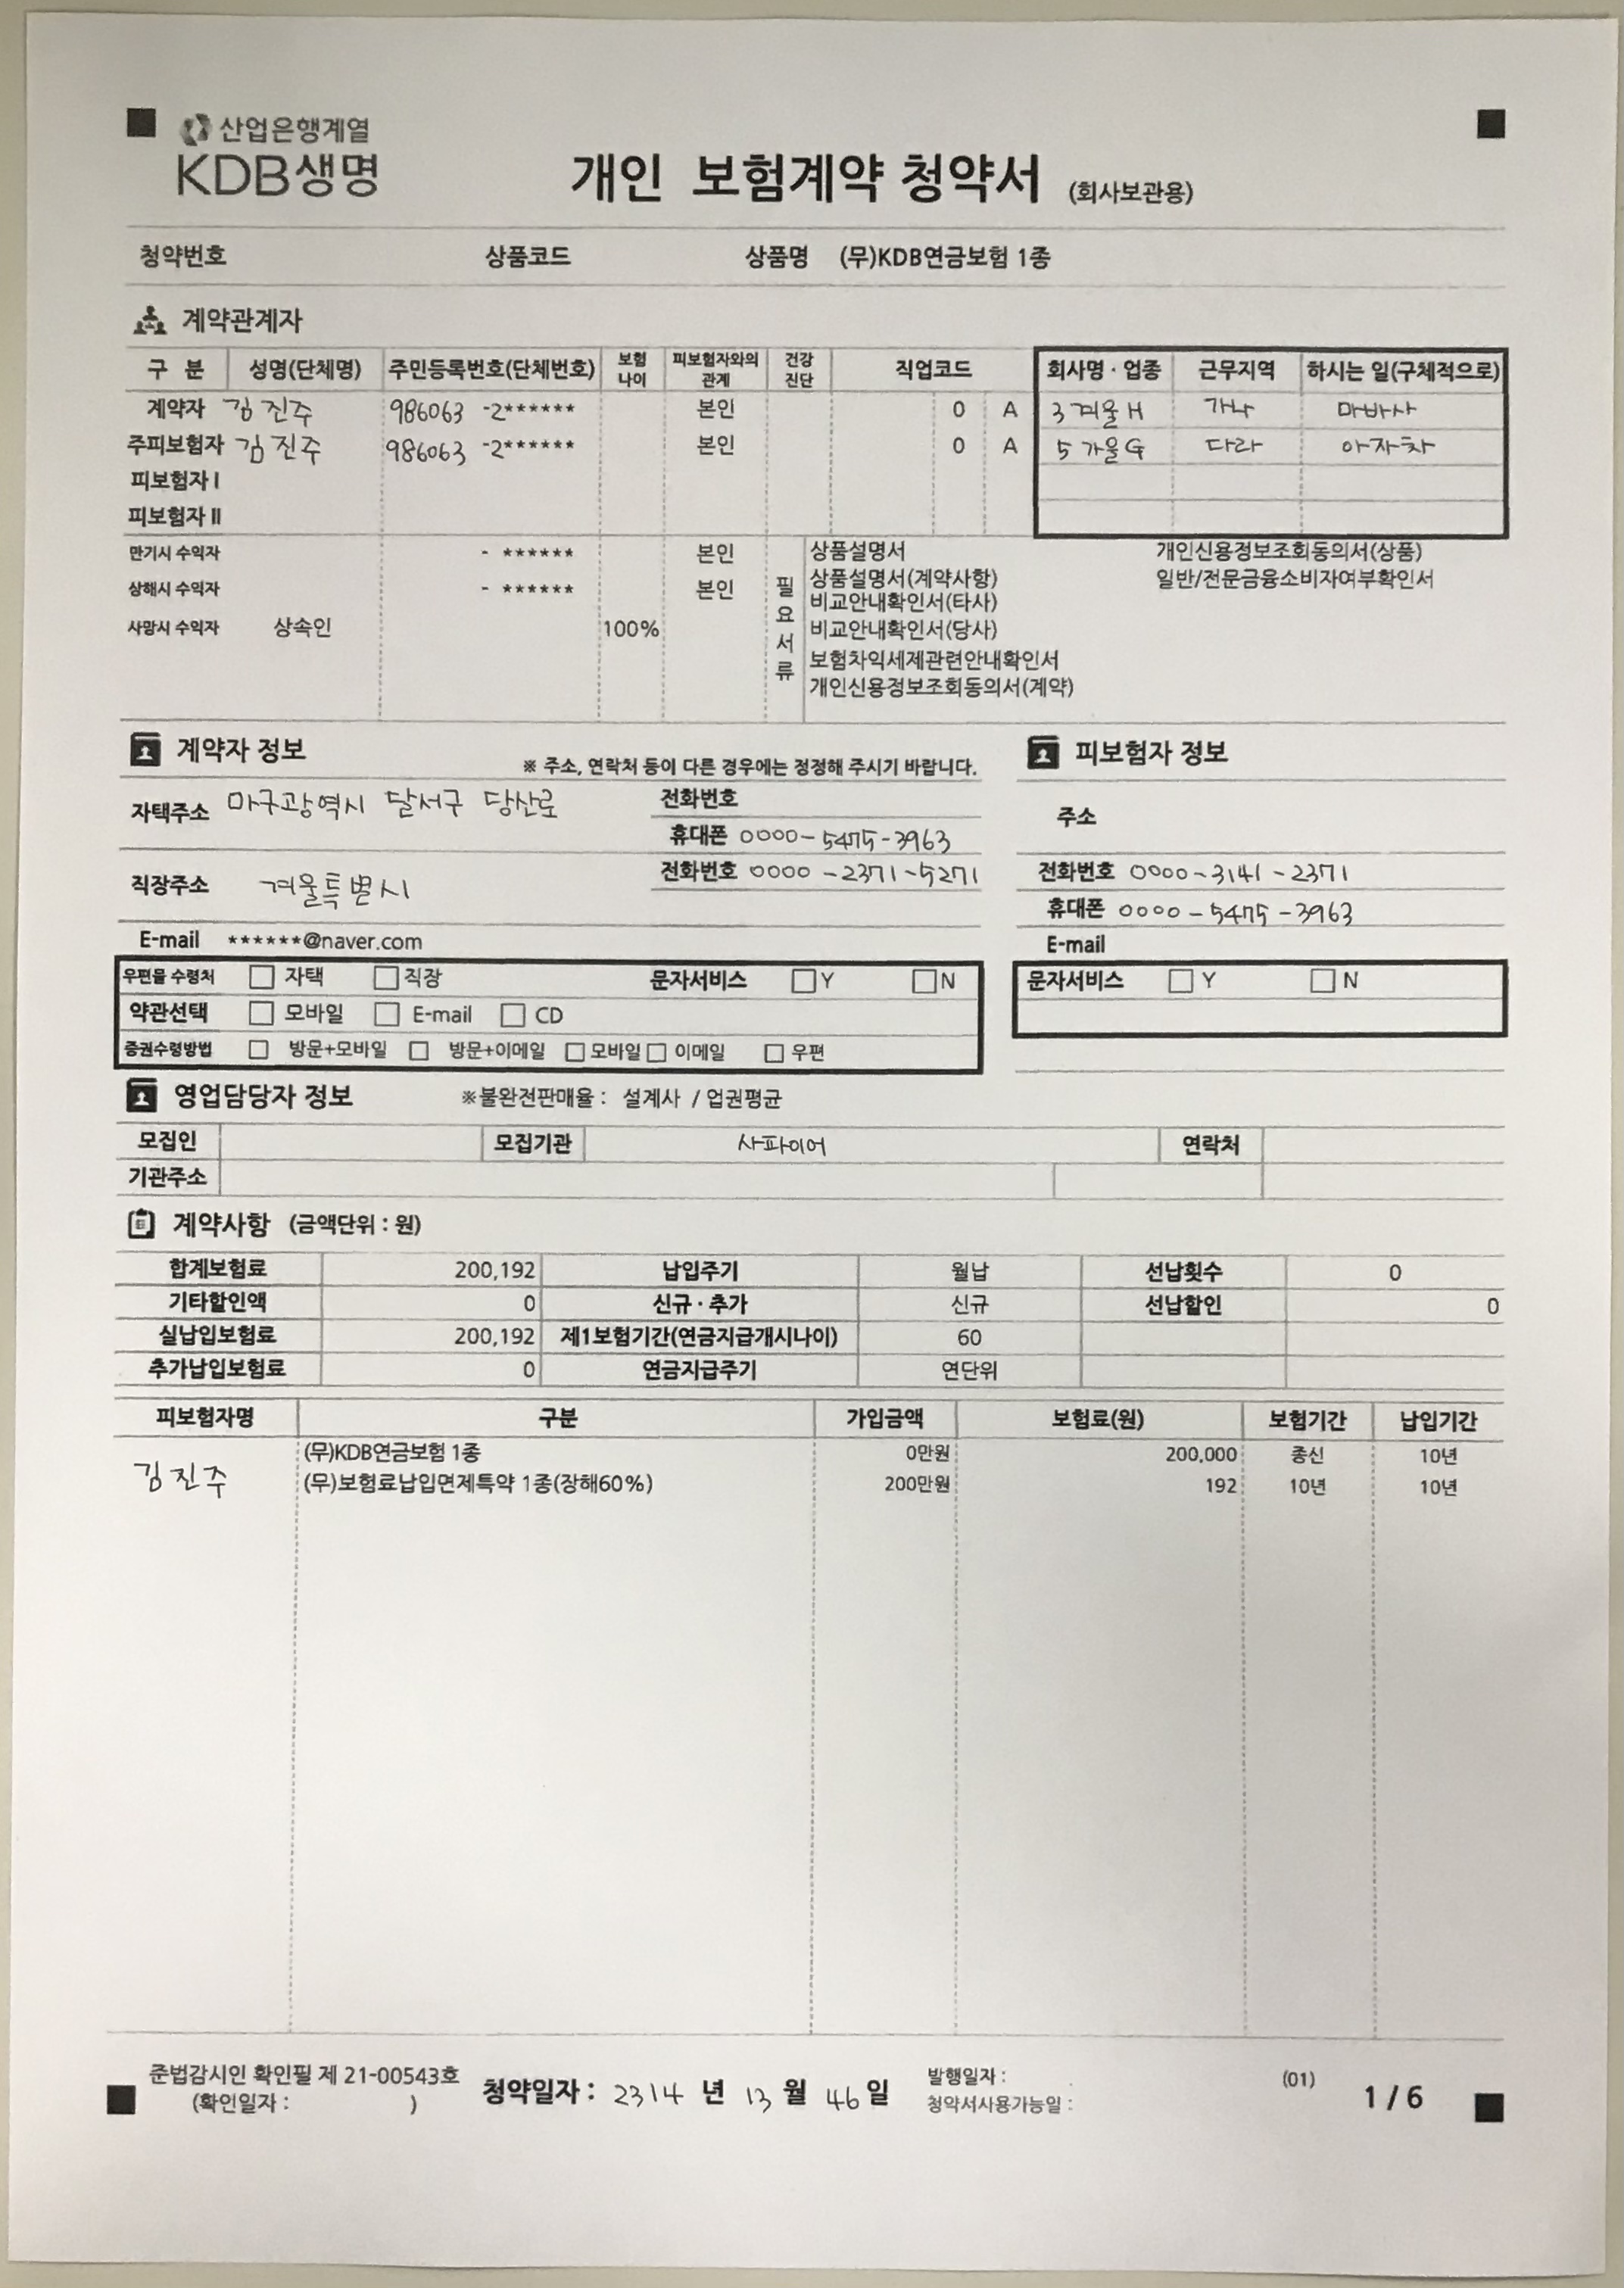 산업은행계열
KDB생명
개인 보험계약 청약서 (회사보관용)
청약번호 상품코드 상품명 (무)KDB연금보험 1종
계약관계자
구 분 성명(단체명) 주민등록번호(단체번호) 보험나이 피보험자와의 관계 건강진단 직업코드 회사명·업종 근무지역 하시는 일(구체적으로)
계약자 김진주 986063 -2****** 본인 0 A 3겨울H 가나 마바사
주피보험자 김진주 986063 -2****** 본인 0 A 5가을G 다라 아자차
피보험자 I
피보험자 II
만기시 수익자 - ****** 본인
상해시 수익자 - ****** 본인
사망시 수익자 상속인 100%
필요서류
상품설명서 개인신용정보조회동의서(상품)
상품설명서(계약사항) 일반/전문금융소비자여부확인서
비교안내확인서(타사)
비교안내확인서(당사)
보험차익세제관련안내확인서
개인신용정보조회동의서(계약)
계약자 정보 ※ 주소, 연락처 등이 다른 경우에는 정정해 주시기 바랍니다.
자택주소 마구광역시 달서구 당산로 전화번호
휴대폰 0000-5475-3963
직장주소 겨울특별시 전화번호 0000-2371-5271
E-mail ******@naver.com
우편물 수령처 자택 직장 문자서비스 Y N
약관선택 모바일 E-mail CD
증권수령방법 방문+모바일 방문+이메일 모바일 이메일 우편
피보험자 정보
주소
전화번호 0000-3141-2371
휴대폰 0000-5475-3963
E-mail
문자서비스 Y N
영업담당자 정보 ※불완전판매율 : 설계사 / 업권평균
모집인 모집기관 사파이어 연락처
기관주소
계약사항 (금액단위 : 원)
합계보험료 200,192 납입주기 월납 선납횟수 0
기타할인액 0 신규·추가 신규 선납할인 0
실납입보험료 200,192 제1보험기간(연금지급개시나이) 60
추가납입보험료 0 연금지급주기 연단위
피보험자명 구분 가입금액 보험료(원) 보험기간 납입기간
김진주 (무)KDB연금보험 1종 0만원 200,000 종신 10년
(무)보험료납입면제특약 1종(장해60%) 200만원 192 10년 10년
준법감시인 확인필 제 21-00543호
(확인일자 : )
청약일자 : 2314 년 13 월 46 일
발행일자 :
청약서사용가능일 :
(01)
1 / 6